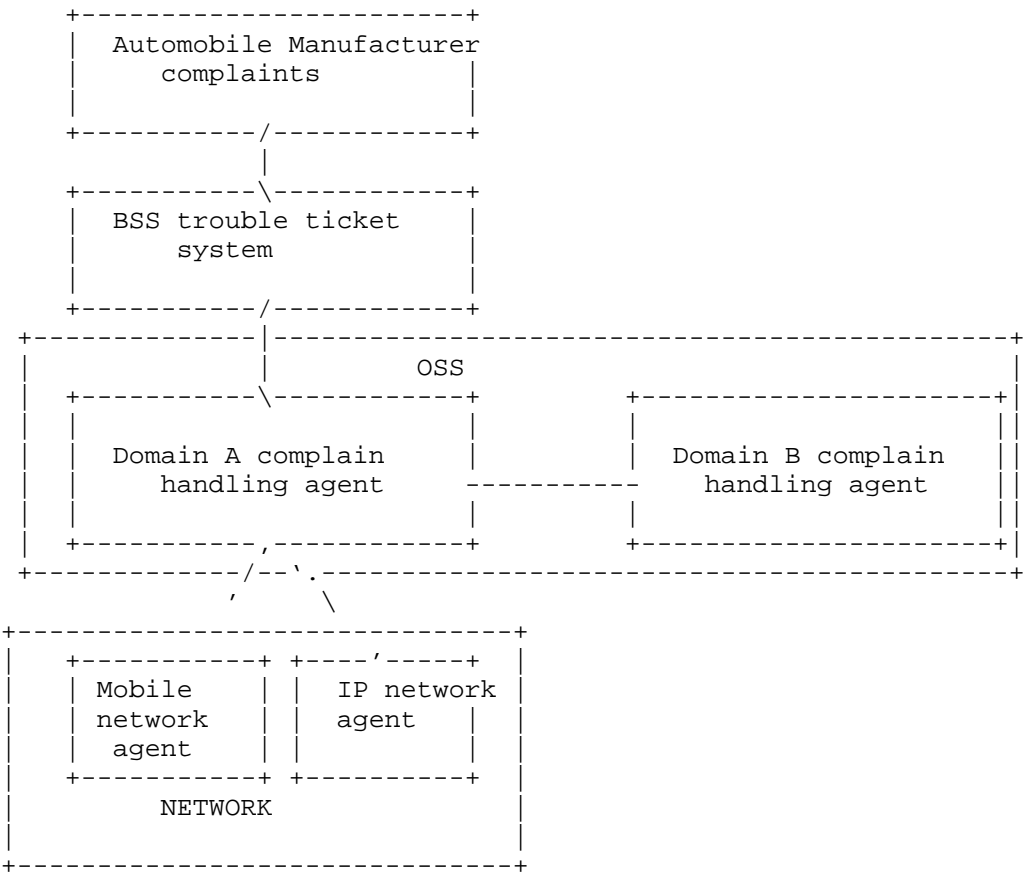 Automobile Manufacturer
complaints
BSS trouble ticket
system
OSS
Domain A complain
handling agent
Domain B complain
handling agent
Mobile
network
agent
IP network
agent
NETWORK